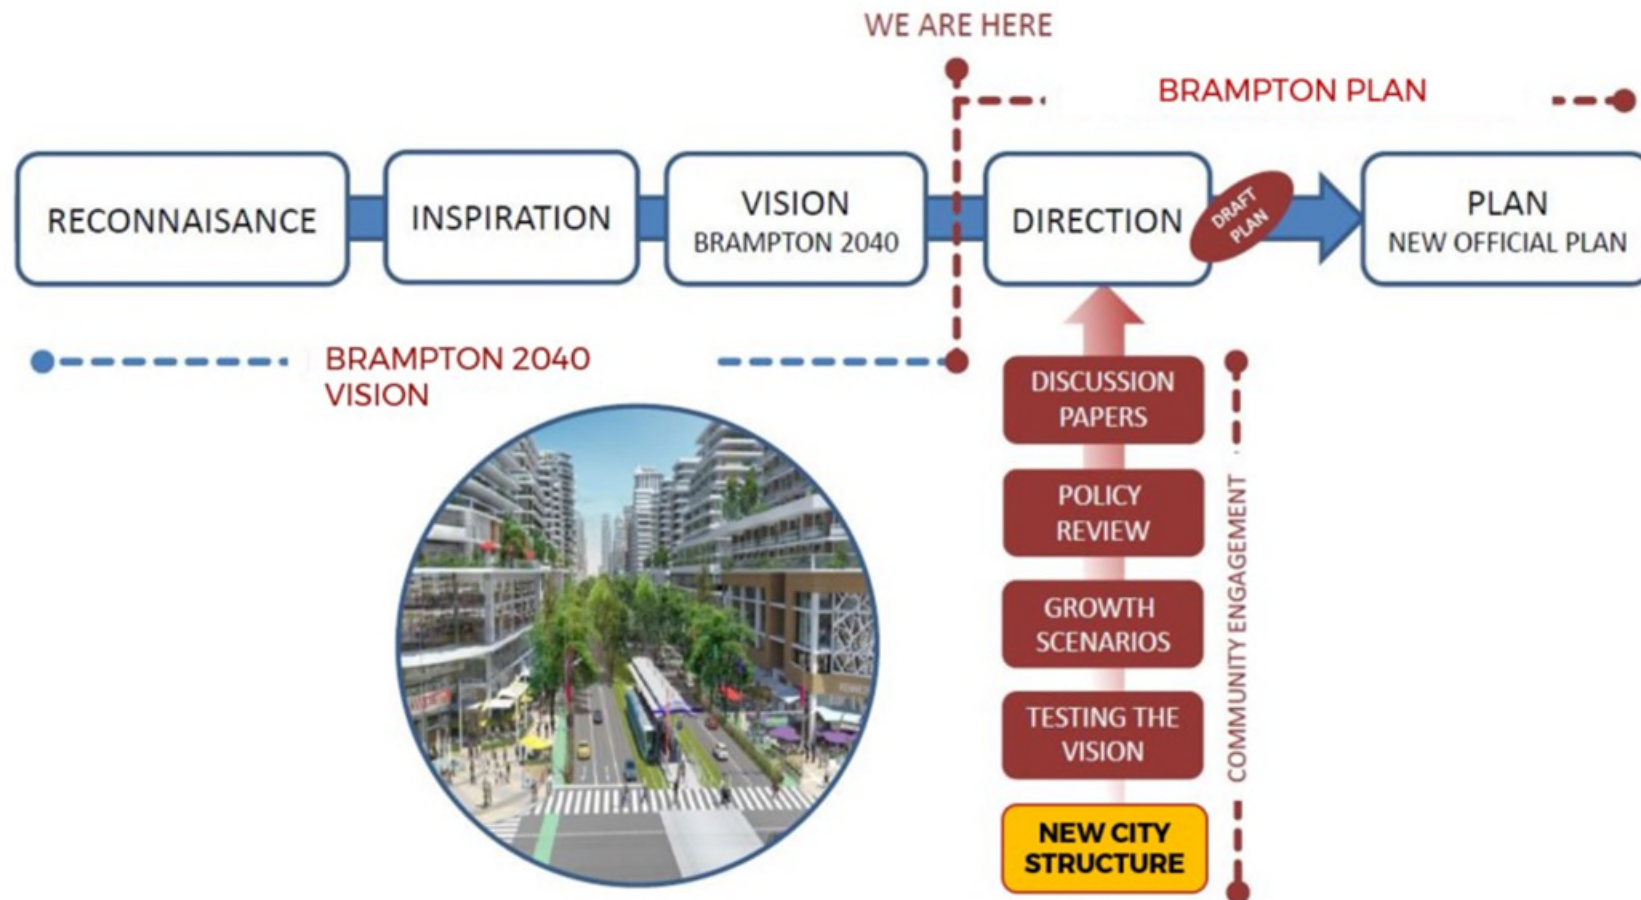 WE ARE HERE
BRAMPTON PLAN
RECONNAISANCE
INSPIRATION
VISION
BRAMPTON 2040
DIRECTION
DRAFT
PLAN
PLAN
NEW OFFICIAL PLAN
BRAMPTON 2040
VISION
DISCUSSION
PAPERS
POLICY
REVIEW
GROWTH
SCENARIOS
TESTING THE
VISION
NEW CITY
STRUCTURE
COMMUNITY ENGAGEMENT